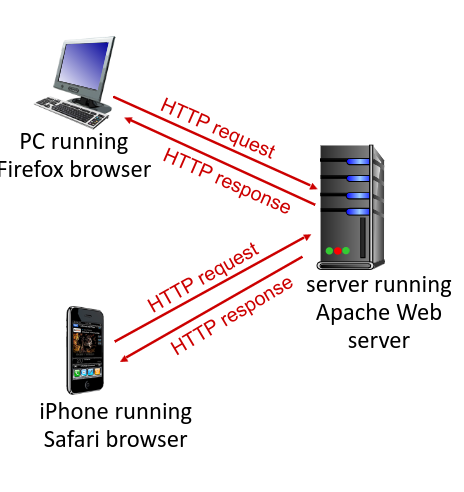 HTTP request
PC running
Firefox browser
HTTP response
HTTP request
server running
Apache Web
server
HTTP response
iPhone running
Safari browser